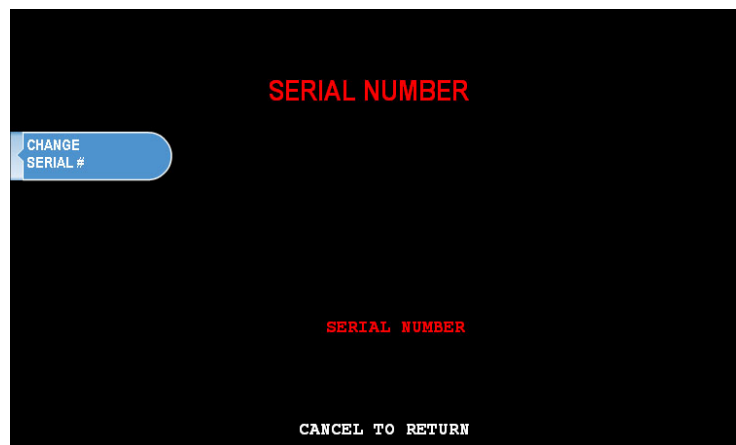 SERIAL NUMBER
CHANGE
SERIAL #
SERIAL NUMBER
CANCEL TO RETURN